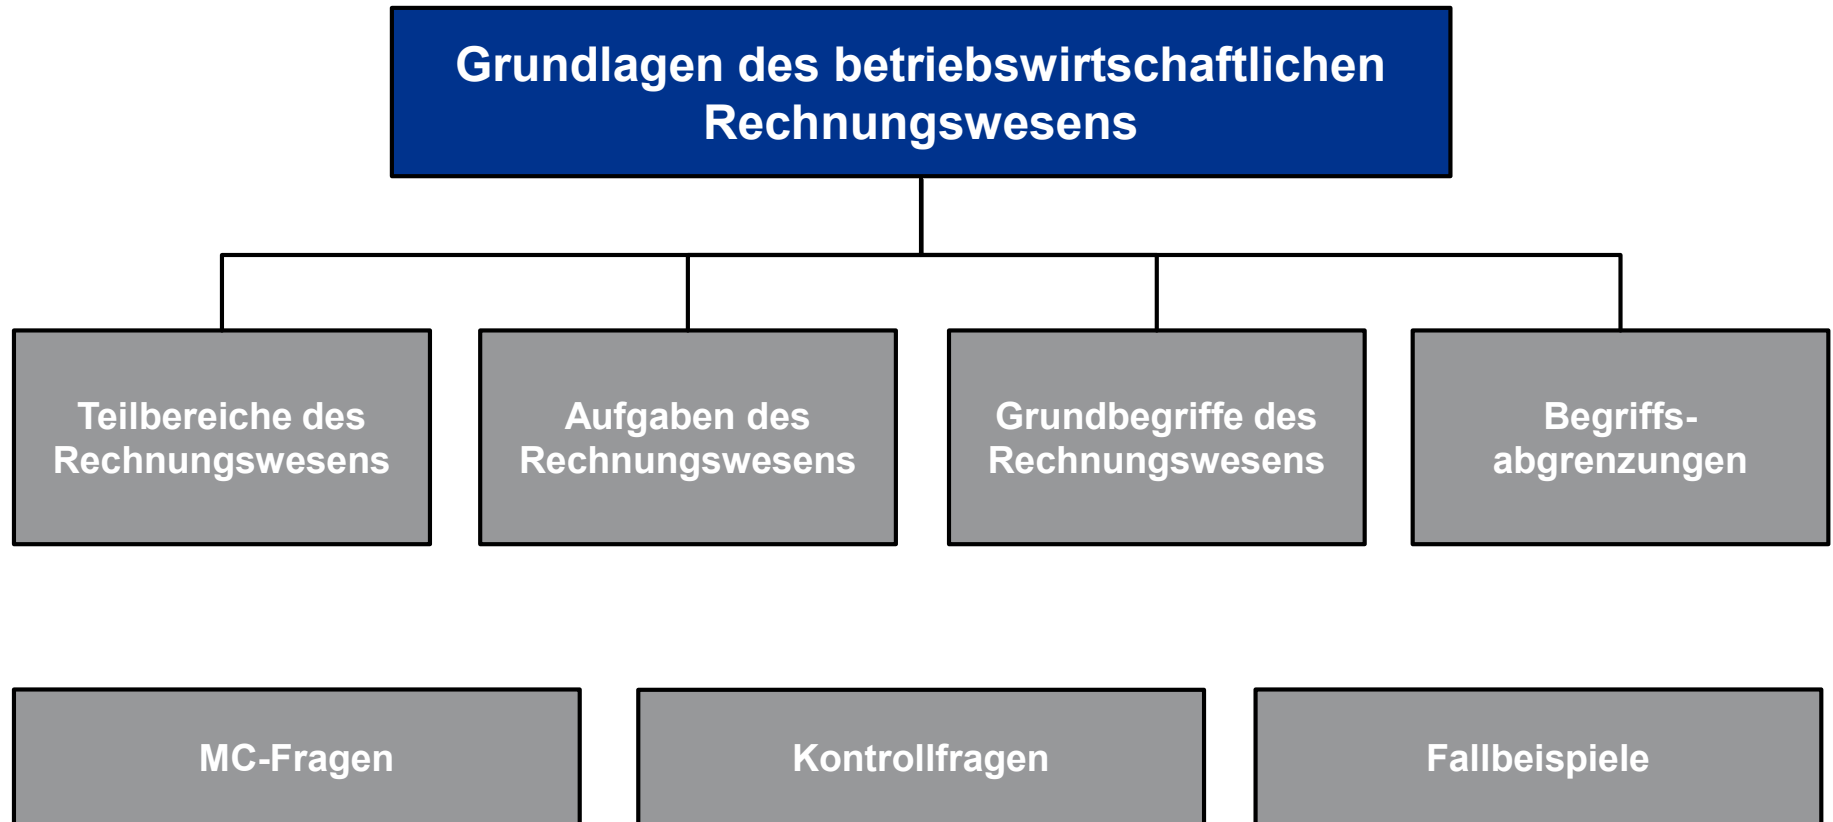 Grundlagen des betriebswirtschaftlichen
Rechnungswesens
Teilbereiche des
Rechnungswesens
Aufgaben des
Rechnungswesens
Grundbegriffe des
Rechnungswesens
Begriffs-
abgrenzungen
MC-Fragen
Kontrollfragen
Fallbeispiele